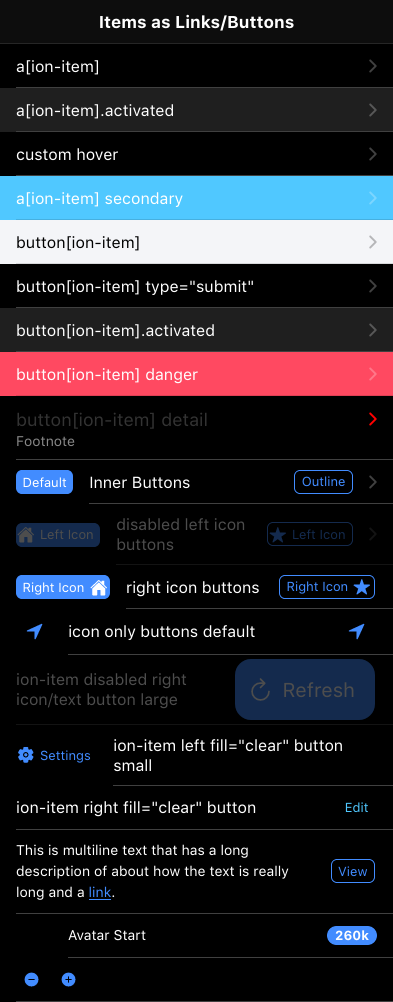 Items as Links/Buttons
a[ion-item]
a[ion-item].activated
custom hover
a[ion-item] secondary
button[ion-item]
button[ion-item] type="submit"
button[ion-item].activated
button[ion-item] danger
button[ion-item] detail
Footnote
Default Inner Buttons Outline
Left Icon disabled left icon buttons Left Icon
Right Icon right icon buttons Right Icon
icon only buttons default
ion-item disabled right
icon/text button large
Refresh
Settings
ion-item left fill="clear" button
small
ion-item right fill="clear" button Edit
This is multiline text that has a long
description of about how the text is really
long and a link.
View
Avatar Start 260k